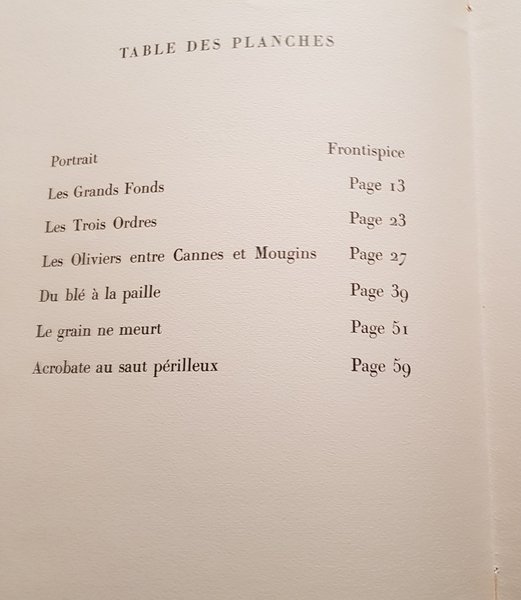 TABLE DES PLANCHES
Portrait Frontispice
Les Grands Fonds Page 13
Les Trois Ordres Page 23
Les Oliviers entre Cannes et Mougins Page 27
Du blé à la paille Page 39
Le grain ne meurt Page 51
Acrobate au saut périlleux Page 59